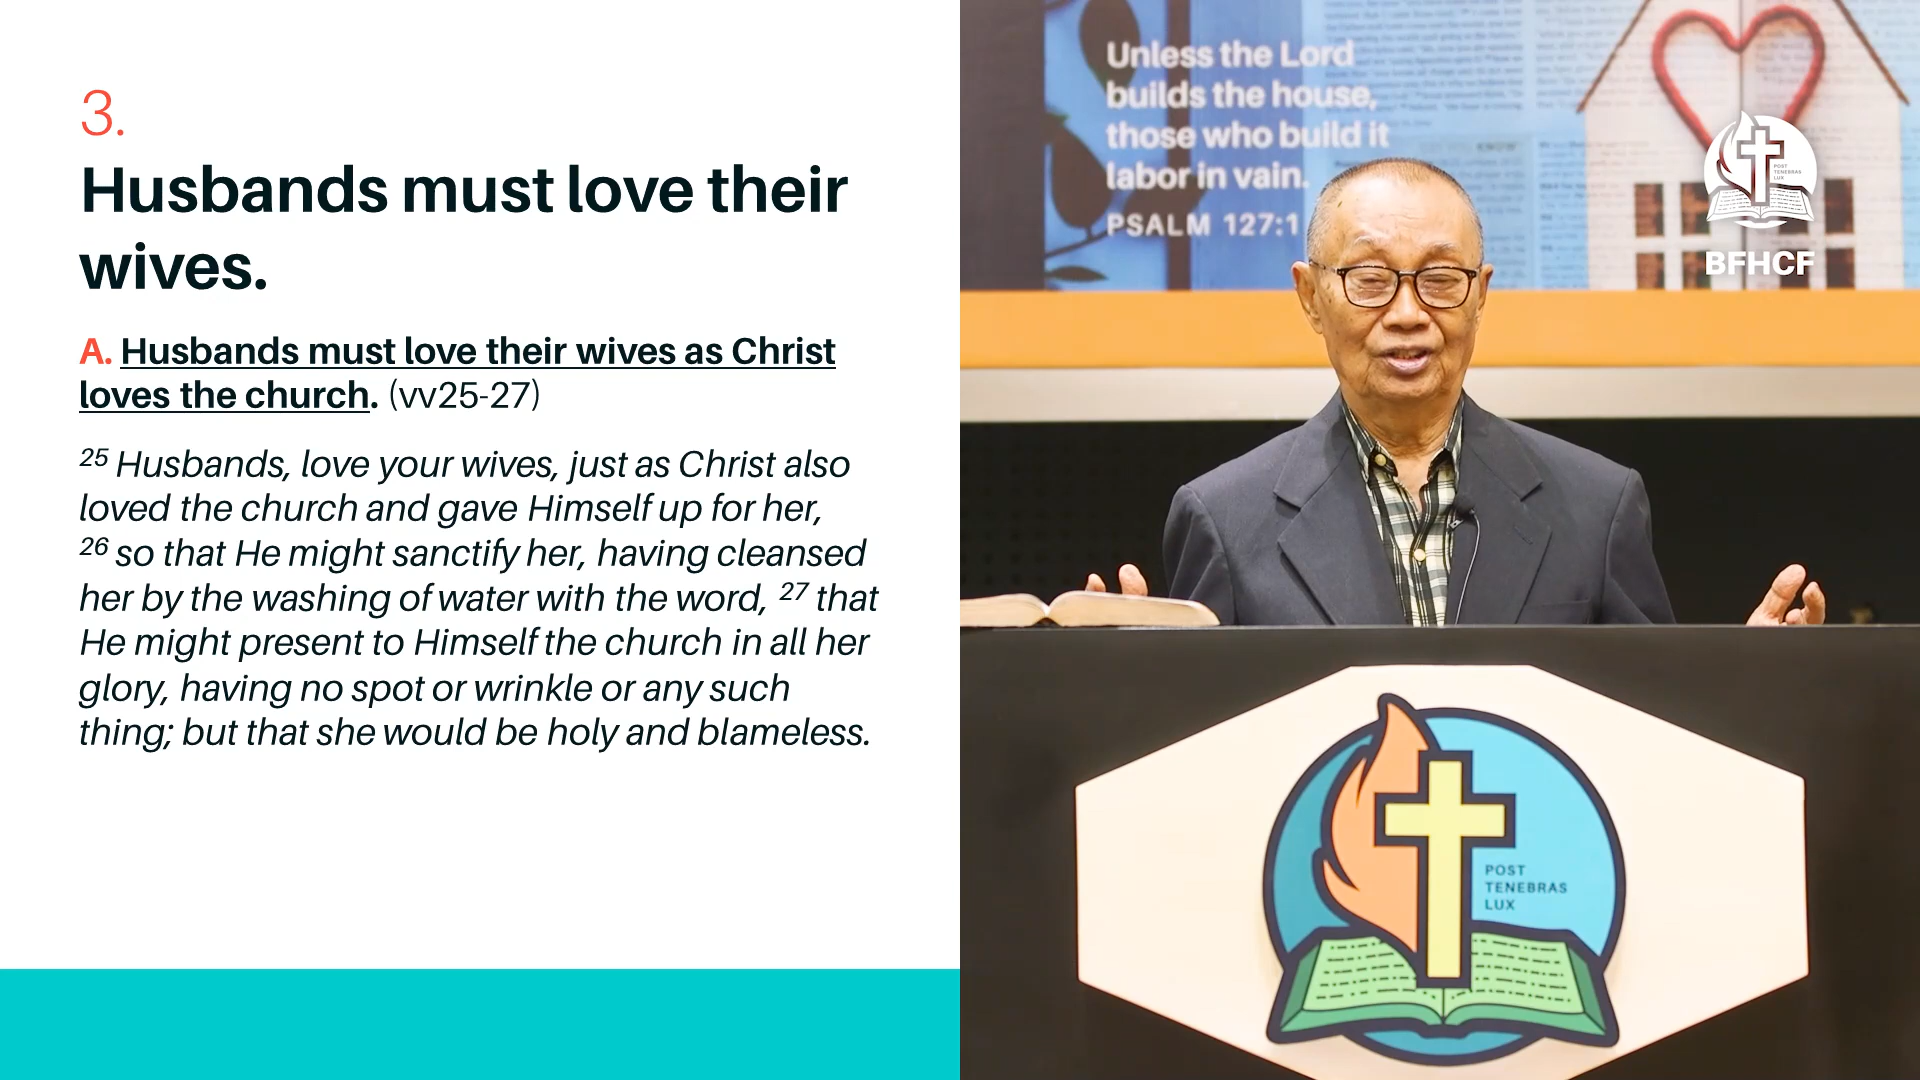 3.
Husbands must love their
wives.
A. Husbands must love their wives as Christ
loves the church. (vv25-27)
25 Husbands, love your wives, just as Christ also
loved the church and gave Himself up for her,
26 so that He might sanctify her, having cleansed
her by the washing of water with the word, 27 that
He might present to Himself the church in all her
glory, having no spot or wrinkle or any such
thing; but that she would be holy and blameless.
Unless the Lord
builds the house,
those who build it
labor in vain.
PSALM 127:1
POST
TENEBRAS
LUX
BFHCF
POST
TENEBRAS
LUX